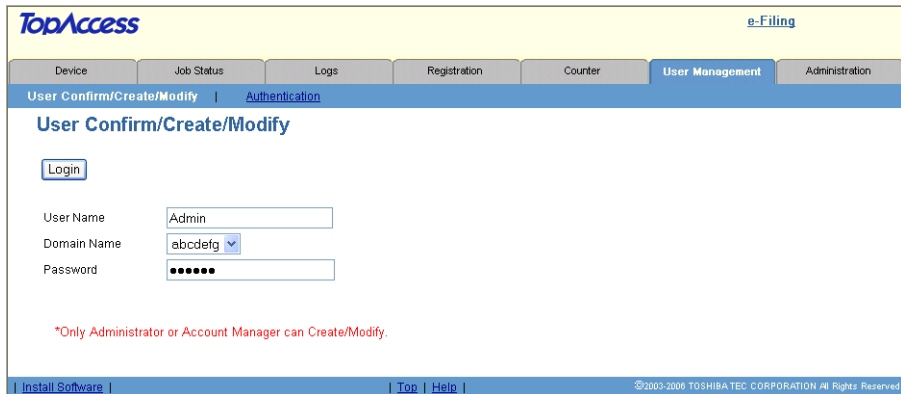 TopAccess
e-Filing
Device Job Status Logs Registration Counter User Management Administration
User Confirm/Create/Modify | Authentication
User Confirm/Create/Modify
Login
User Name Admin
Domain Name abcdefg
Password ●●●●●●
*Only Administrator or Account Manager can Create/Modify.
| Install Software | | Top | Help | ©2003-2006 TOSHIBA TEC CORPORATION All Rights Reserved